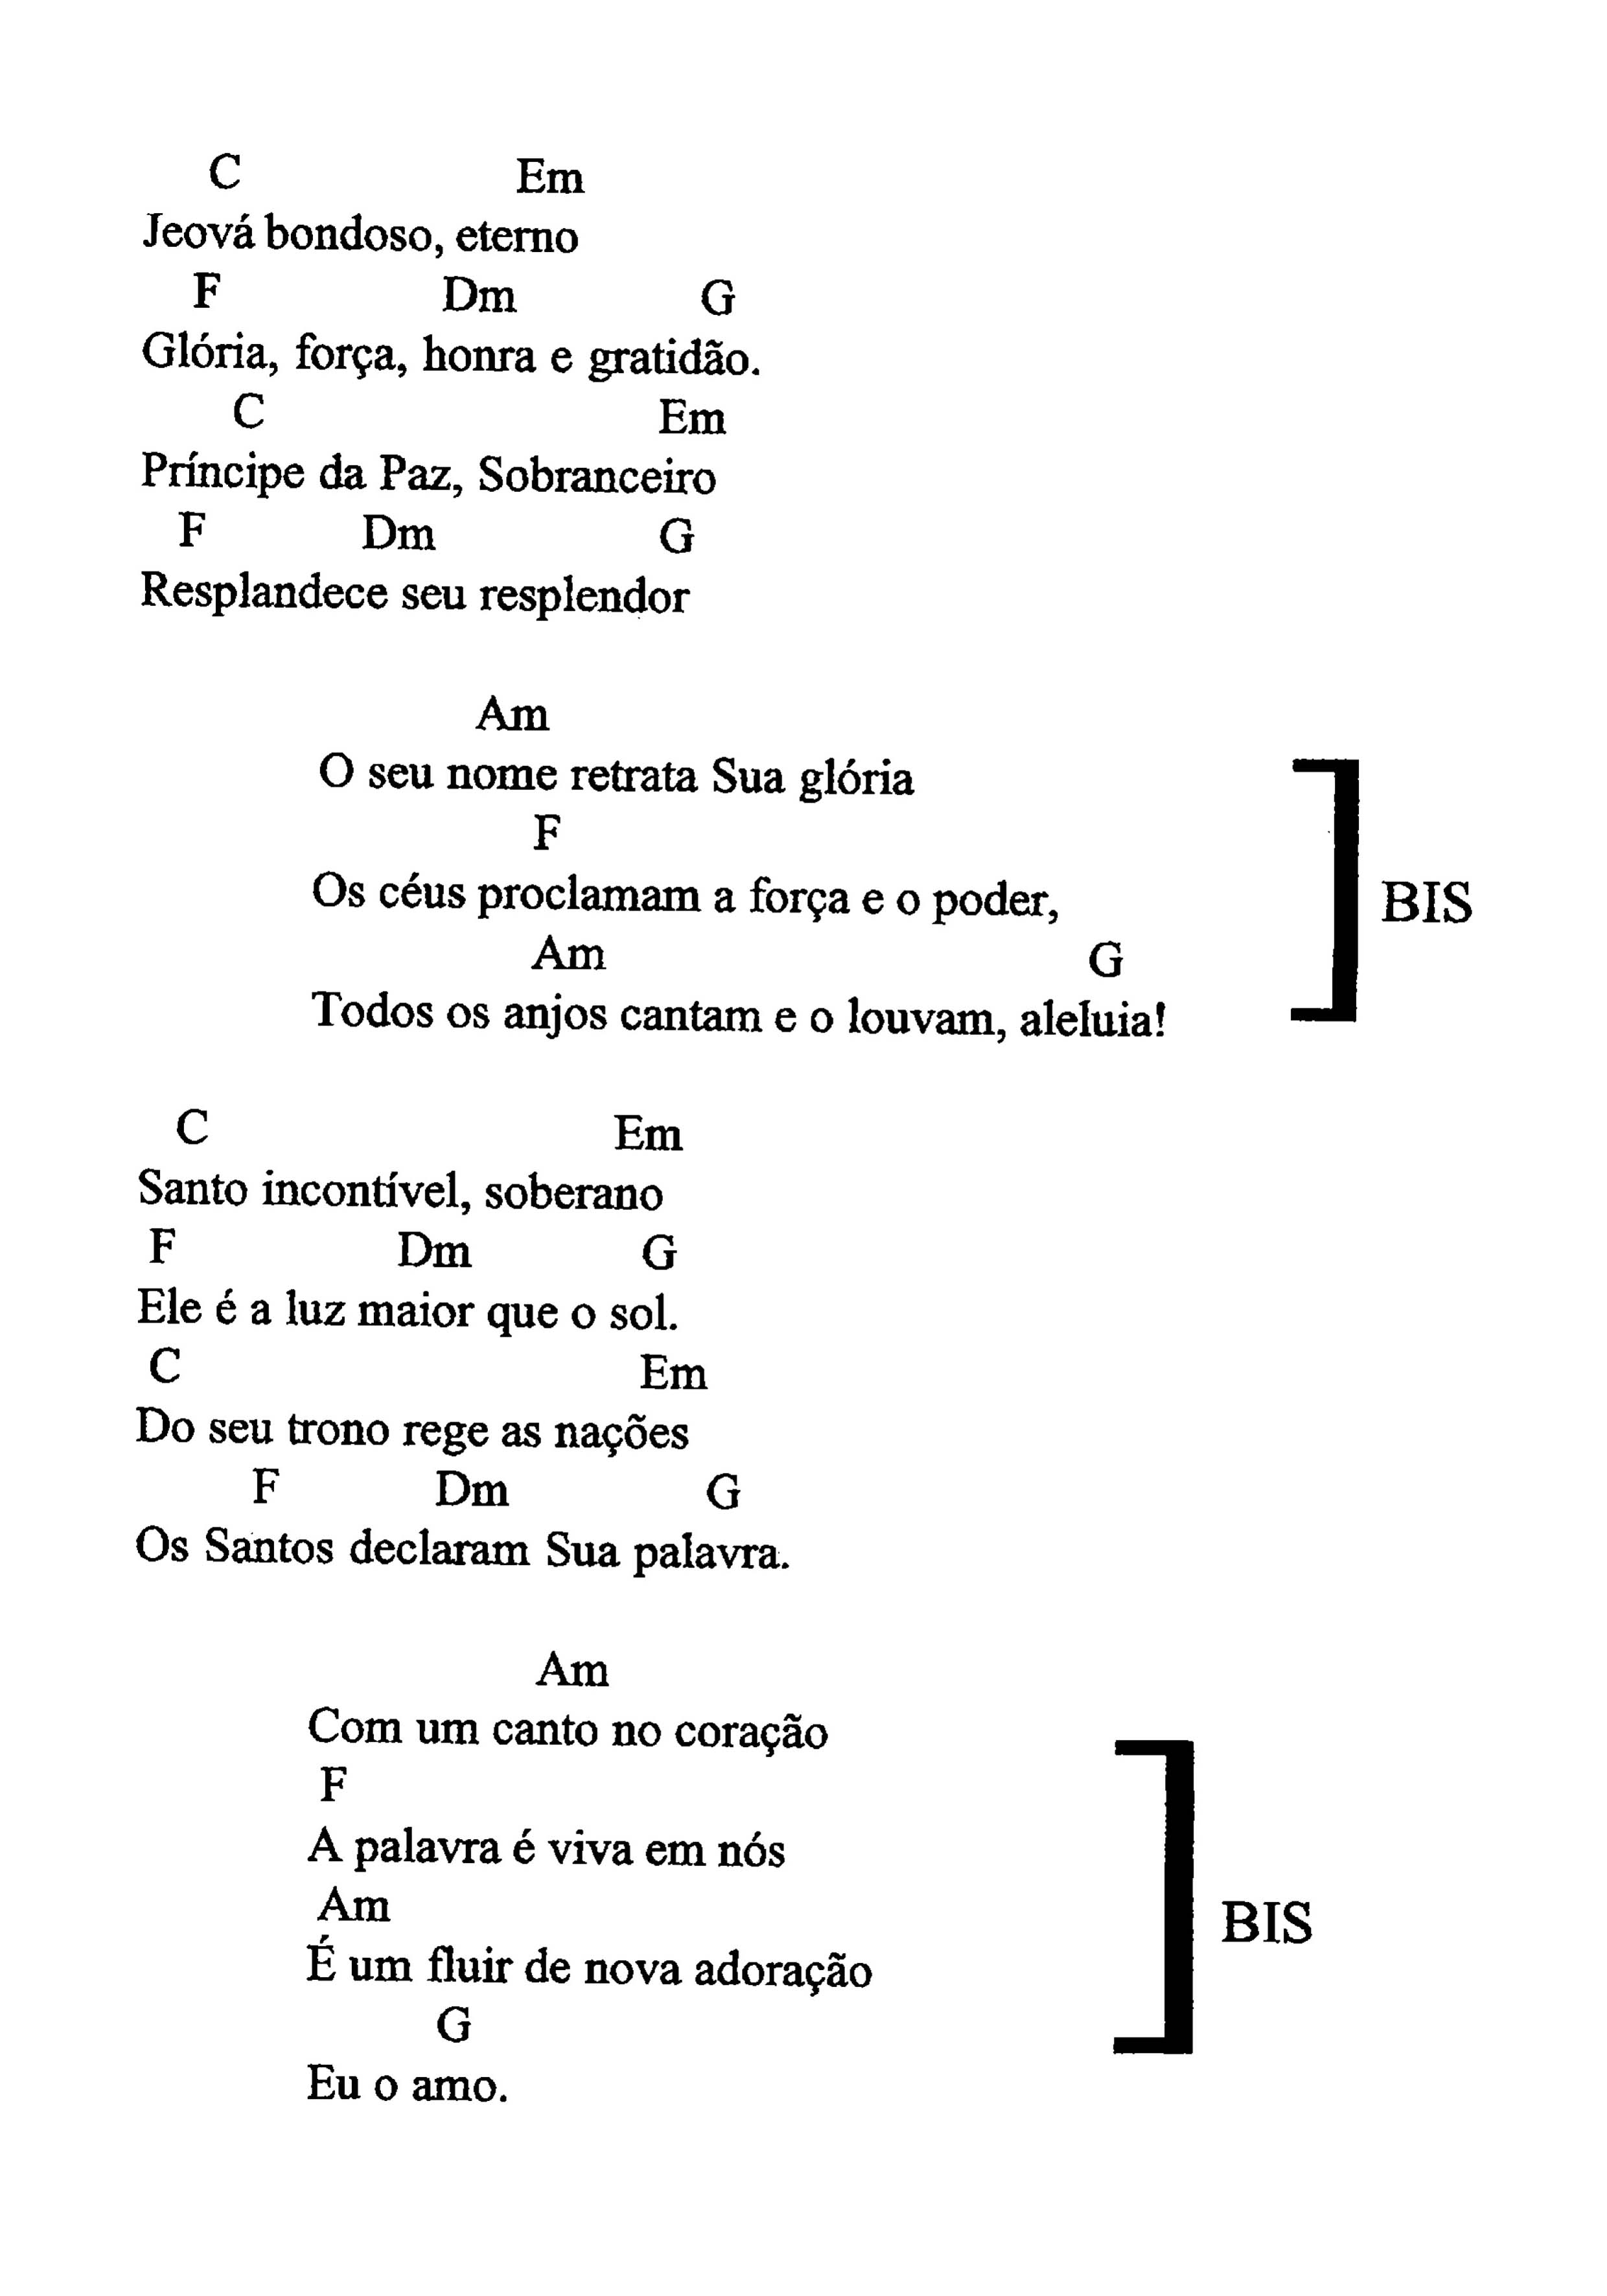 C Em
Jeová bondoso, eterno
F Dm G
Glória, força, honra e gratidão.
C Em
Príncipe da Paz, Sobranceiro
F Dm G
Resplandece seu resplendor
Am
O seu nome retrata Sua glória
F
Os céus proclamam a força e o poder,
BIS
Am G
Todos os anjos cantam e o louvam, aleluia!
C Em
Santo incontível, soberano
F Dm G
Ele é a luz maior que o sol.
C Em
Do seu trono rege as nações
F Dm G
Os Santos declaram Sua palavra.
Am
Com um canto no coração
F
A palavra é viva em nós
Am
BIS
É um fluir de nova adoração
G
Eu o amo.